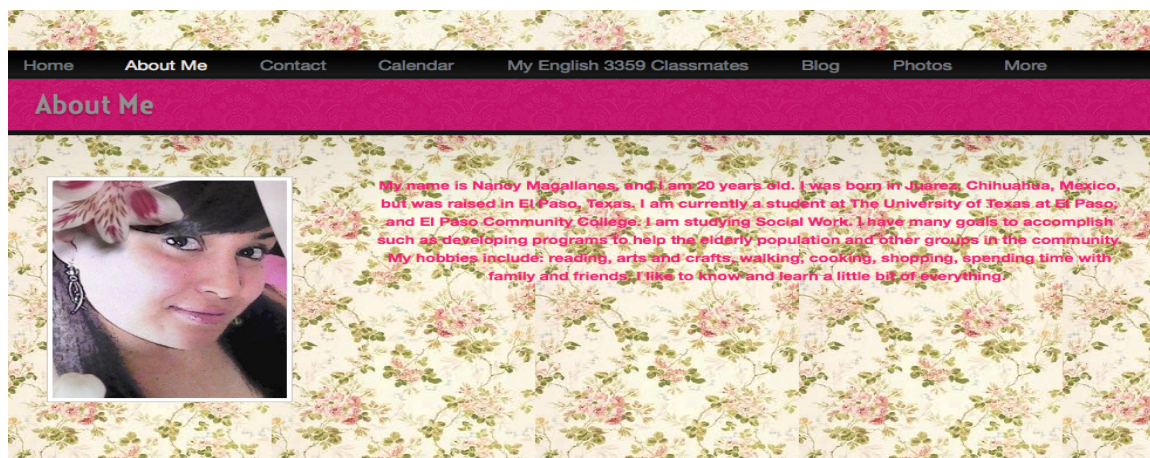 Home About Me Contact Calendar My English 3359 Classmates Blog Photos More
About Me
My name is Nancy Magallanes, and I am 20 years old. I was born in Juarez, Chihuahua, Mexico,
but was raised in El Paso, Texas. I am currently a student at The University of Texas at El Paso,
and El Paso Community College. I am studying Social Work. I have many goals to accomplish
such as developing programs to help the elderly population and other groups in the community.
My hobbies include: reading, arts and crafts, walking, cooking, shopping, spending time with
family and friends. I like to know and learn a little bit of everything.